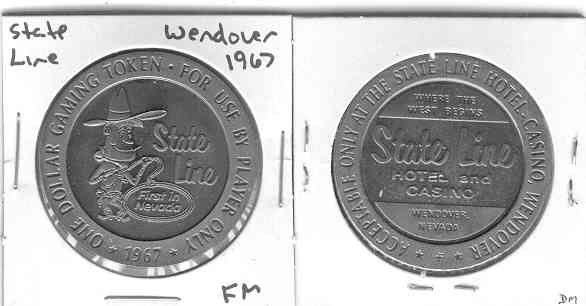 State Line
Wendover 1967
ONE DOLLAR GAMING TOKEN · FOR USE BY PLAYER ONLY
* 1967 *
State
Line
First in
Nevada
FM
ACCEPTABLE ONLY AT THE STATE LINE HOTEL-CASINO, WENDOVER
WHERE THE
WEST BEGINS
State Line
HOTEL and
CASINO
WENDOVER,
NEVADA
DM